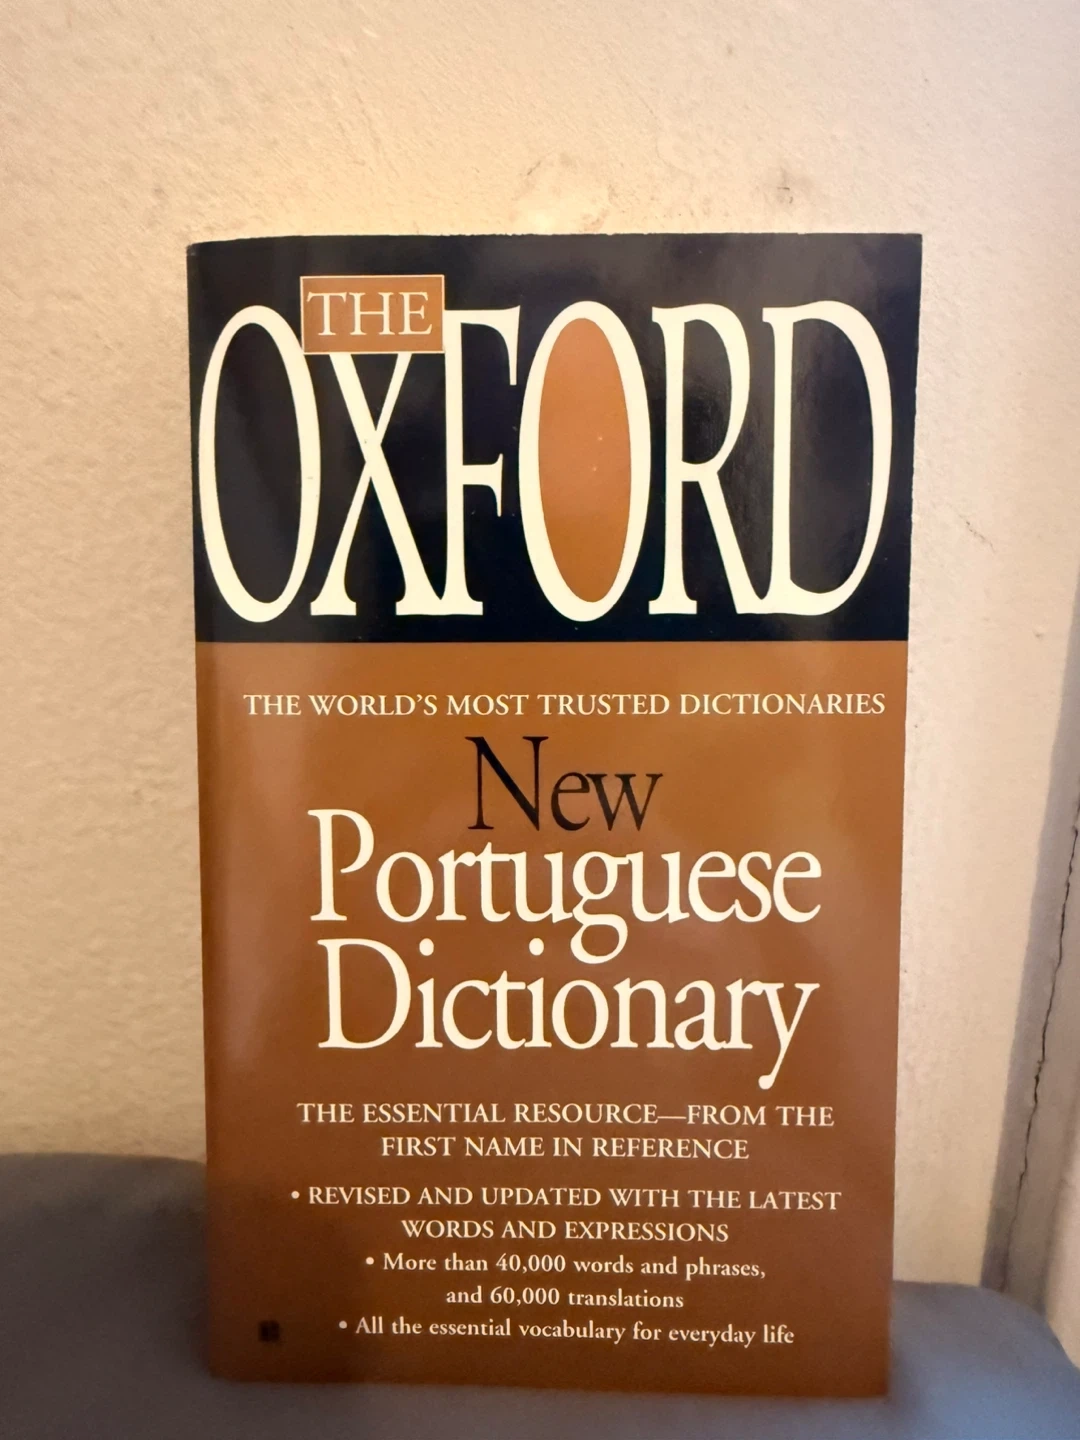 THE
OXFORD
THE WORLD'S MOST TRUSTED DICTIONARIES
New
Portuguese
Dictionary
THE ESSENTIAL RESOURCE—FROM THE
FIRST NAME IN REFERENCE
• REVISED AND UPDATED WITH THE LATEST
WORDS AND EXPRESSIONS
• More than 40,000 words and phrases,
and 60,000 translations
• All the essential vocabulary for everyday life